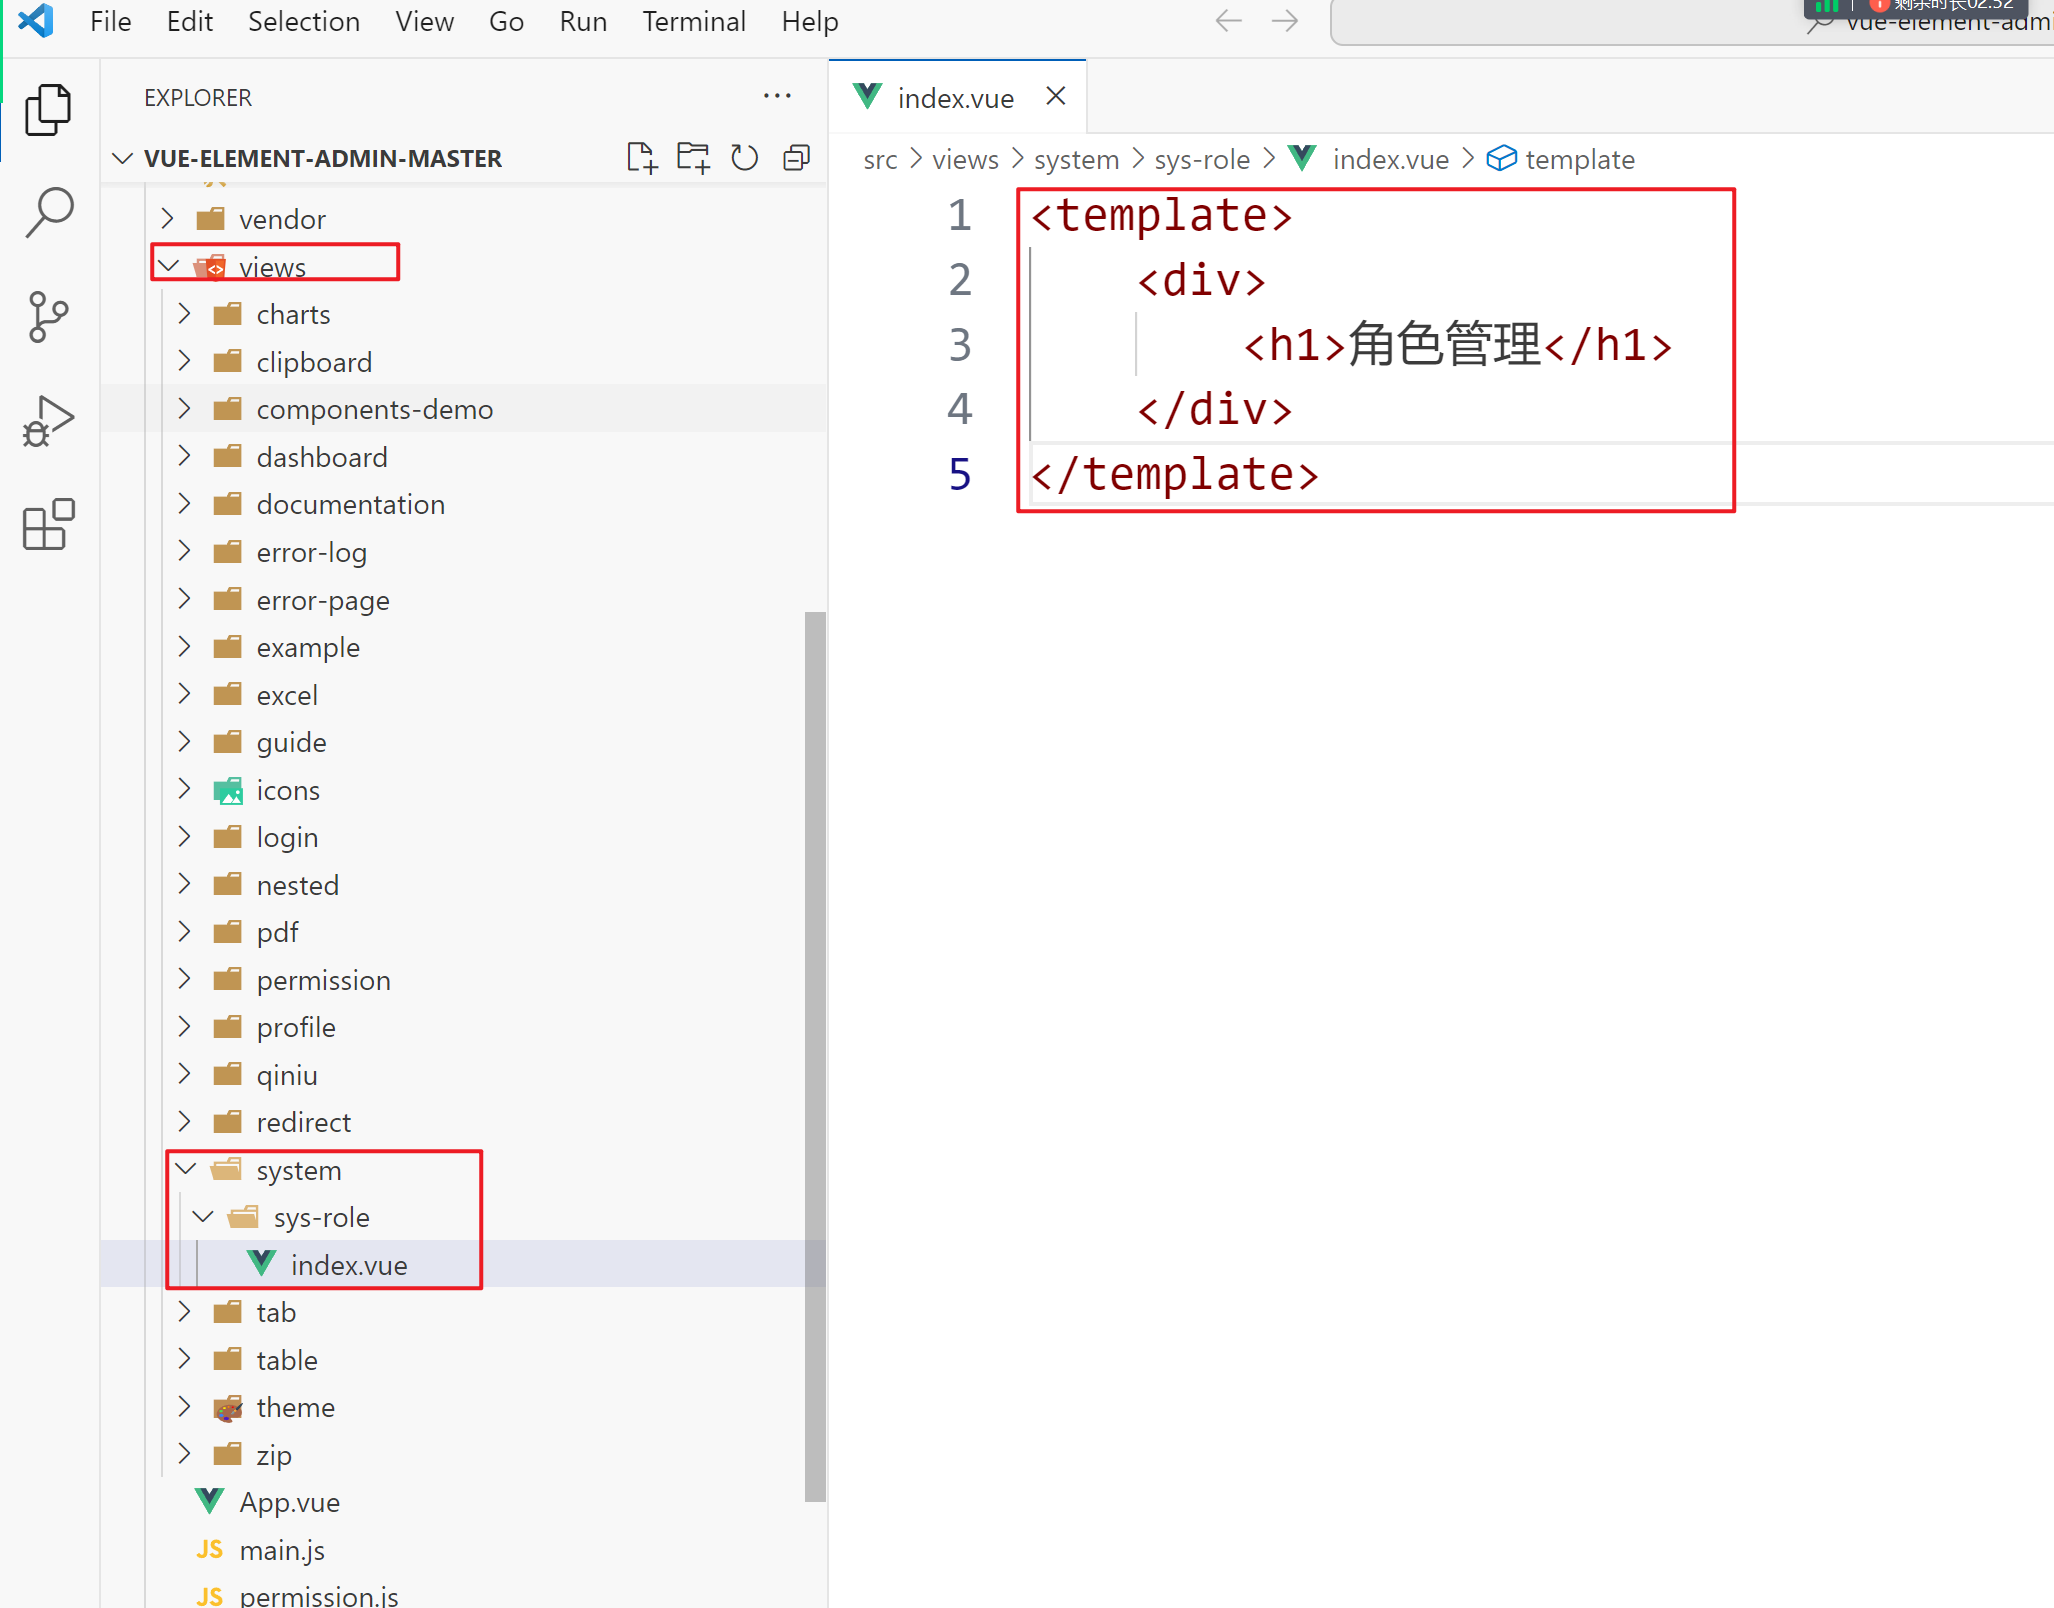 File Edit Selection View Go Run Terminal Help
剩余时长02:52
vue-element-admi
EXPLORER
index.vue
VUE-ELEMENT-ADMIN-MASTER
src > views > system > sys-role > index.vue > template
vendor
views
charts
clipboard
components-demo
dashboard
documentation
error-log
error-page
example
excel
guide
icons
login
nested
pdf
permission
profile
qiniu
redirect
system
sys-role
index.vue
tab
table
theme
zip
App.vue
JS main.js
JS permission.js
1 <template>
2 <div>
3 <h1>角色管理</h1>
4 </div>
5 </template>